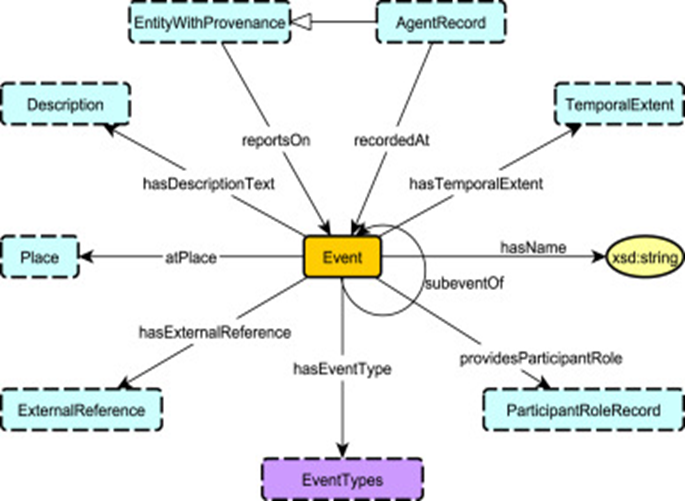 EntityWithProvenance
AgentRecord
Description
TemporalExtent
reportsOn
recordedAt
hasDescriptionText
hasTemporalExtent
Place
atPlace
Event
hasName
xsd:string
subeventOf
hasExternalReference
hasEventType
providesParticipantRole
ExternalReference
ParticipantRoleRecord
EventTypes